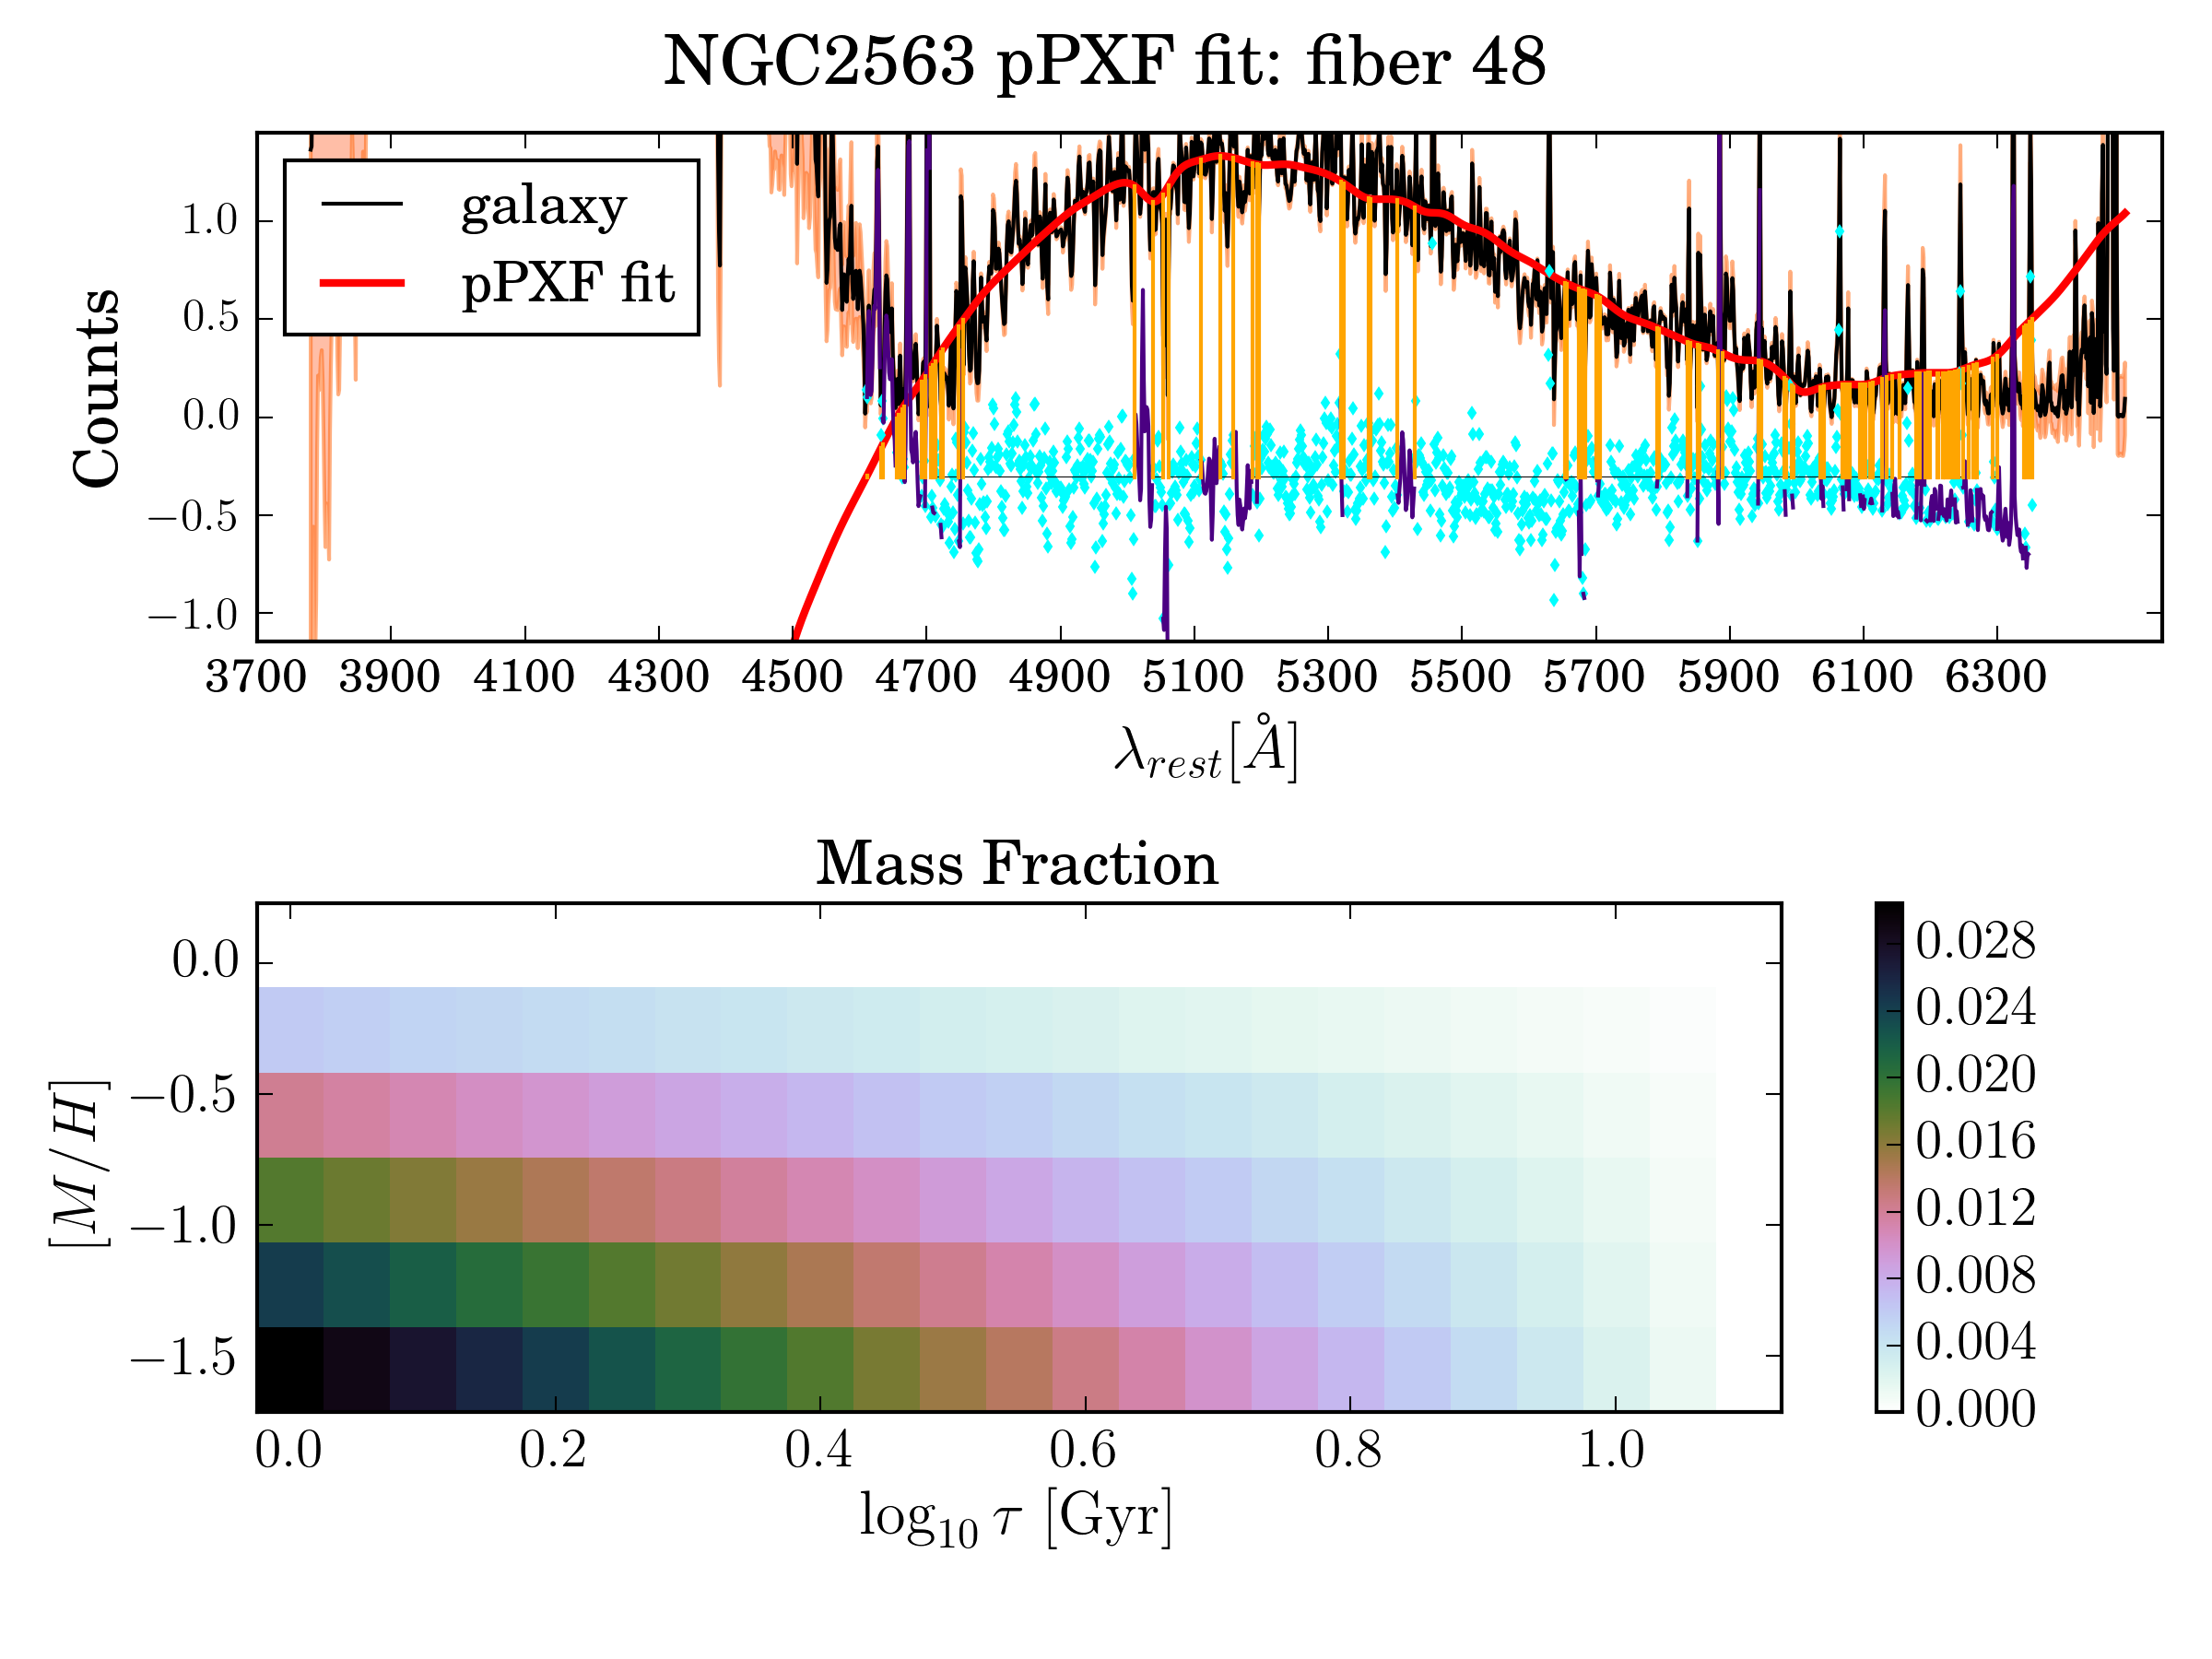 NGC2563 pPXF fit: fiber 48
galaxy
pPXF fit
Counts
1.0
0.5
0.0
−0.5
−1.0
3700 3900 4100 4300 4500 4700 4900 5100 5300 5500 5700 5900 6100 6300
λ_rest[Å]
Mass Fraction
[M/H]
0.0
−0.5
−1.0
−1.5
0.0 0.2 0.4 0.6 0.8 1.0
log₁₀ τ [Gyr]
0.028
0.024
0.020
0.016
0.012
0.008
0.004
0.000